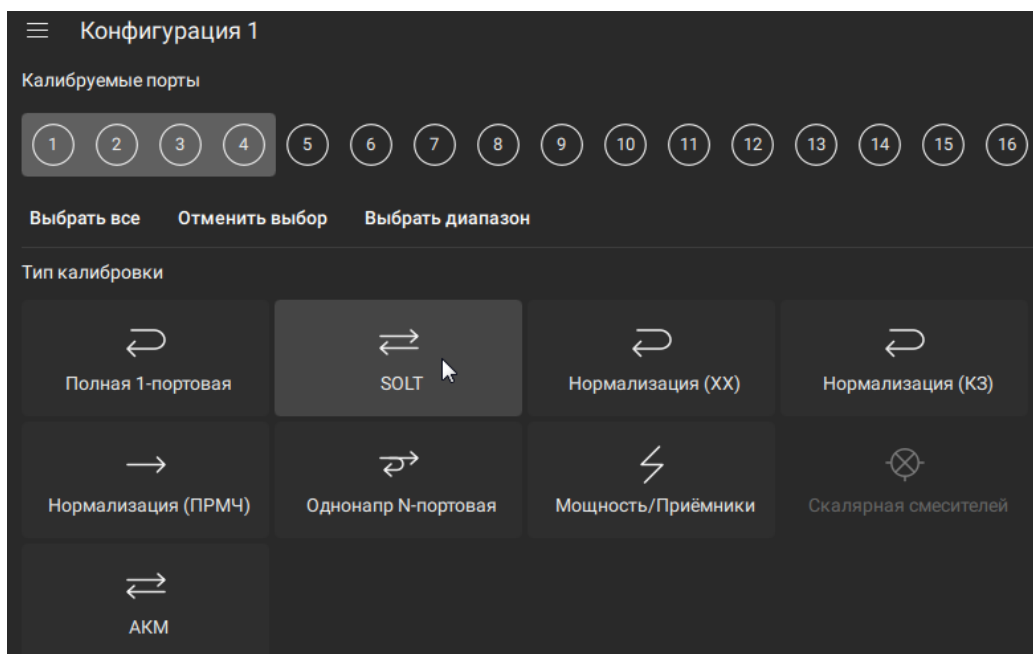 Конфигурация 1
Калибруемые порты
1 2 3 4 5 6 7 8 9 10 11 12 13 14 15 16
Выбрать все Отменить выбор Выбрать диапазон
Тип калибровки
Полная 1-портовая SOLT Нормализация (ХХ) Нормализация (КЗ)
Нормализация (ПРМЧ) Однонапр N-портовая Мощность/Приёмники Скалярная смесителей
АКМ